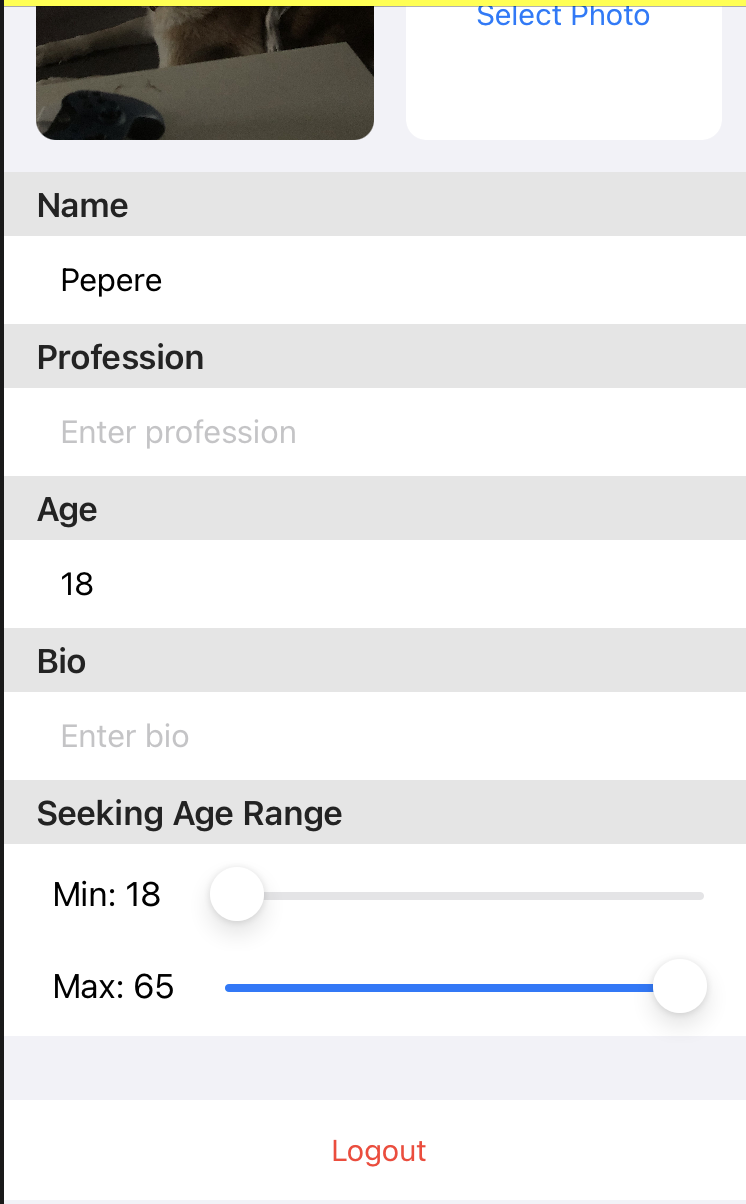 Select Photo
Name
Pepere
Profession
Enter profession
Age
18
Bio
Enter bio
Seeking Age Range
Min: 18
Max: 65
Logout